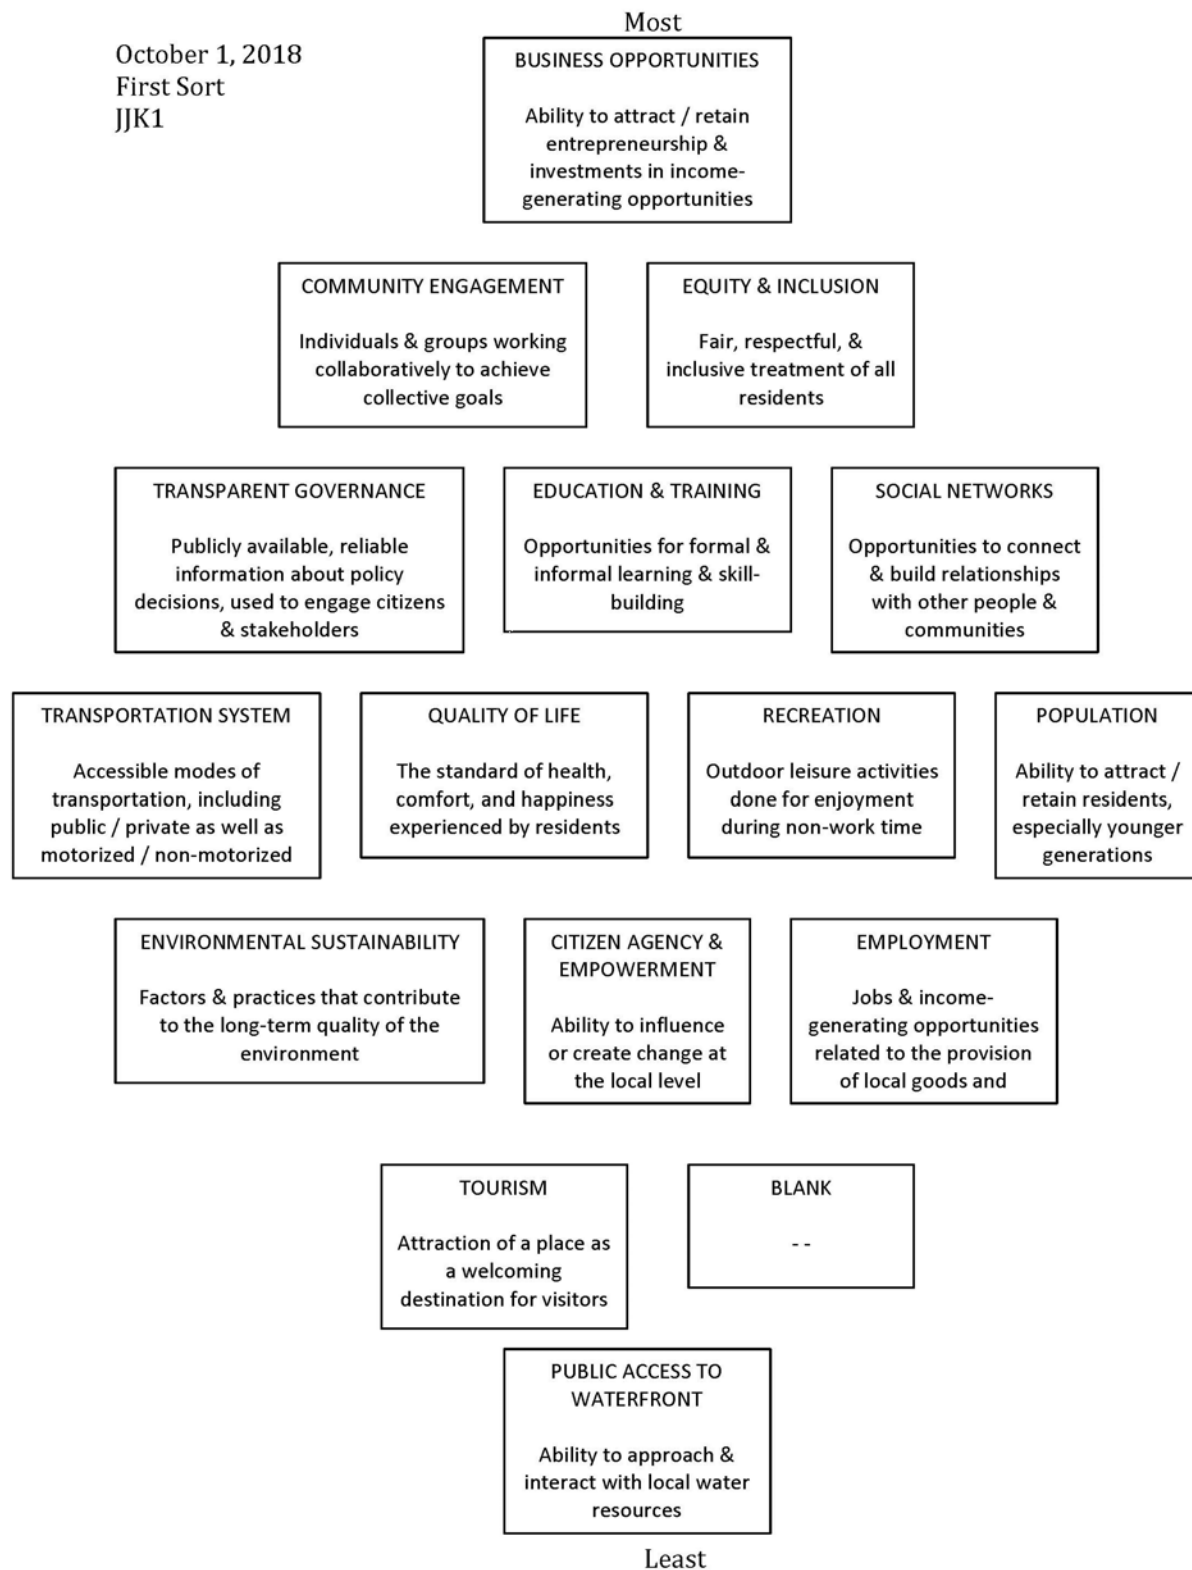 Most
October 1, 2018
First Sort
JJK1
BUSINESS OPPORTUNITIES
Ability to attract / retain
entrepreneurship &
investments in income-
generating opportunities
COMMUNITY ENGAGEMENT
Individuals & groups working
collaboratively to achieve
collective goals
EQUITY & INCLUSION
Fair, respectful, &
inclusive treatment of all
residents
TRANSPARENT GOVERNANCE
Publicly available, reliable
information about policy
decisions, used to engage citizens
& stakeholders
EDUCATION & TRAINING
Opportunities for formal &
informal learning & skill-
building
SOCIAL NETWORKS
Opportunities to connect
& build relationships
with other people &
communities
TRANSPORTATION SYSTEM
Accessible modes of
transportation, including
public / private as well as
motorized / non-motorized
QUALITY OF LIFE
The standard of health,
comfort, and happiness
experienced by residents
RECREATION
Outdoor leisure activities
done for enjoyment
during non-work time
POPULATION
Ability to attract /
retain residents,
especially younger
generations
ENVIRONMENTAL SUSTAINABILITY
Factors & practices that contribute
to the long-term quality of the
environment
CITIZEN AGENCY &
EMPOWERMENT
Ability to influence
or create change at
the local level
EMPLOYMENT
Jobs & income-
generating opportunities
related to the provision
of local goods and
TOURISM
Attraction of a place as
a welcoming
destination for visitors
BLANK
- -
PUBLIC ACCESS TO
WATERFRONT
Ability to approach &
interact with local water
resources
Least